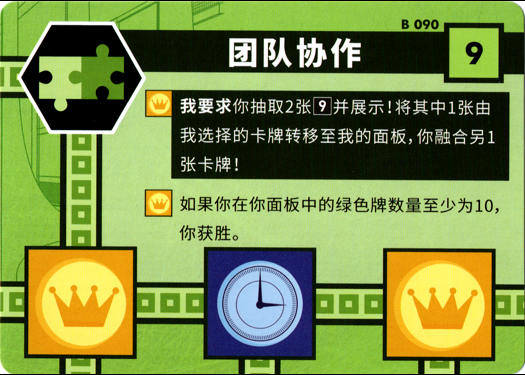 B 090
团队协作
9
我要求你抽取2张9并展示!将其中1张由
我选择的卡牌转移至我的面板,你融合另1
张卡牌!
如果你在你面板中的绿色牌数量至少为10,
你获胜。